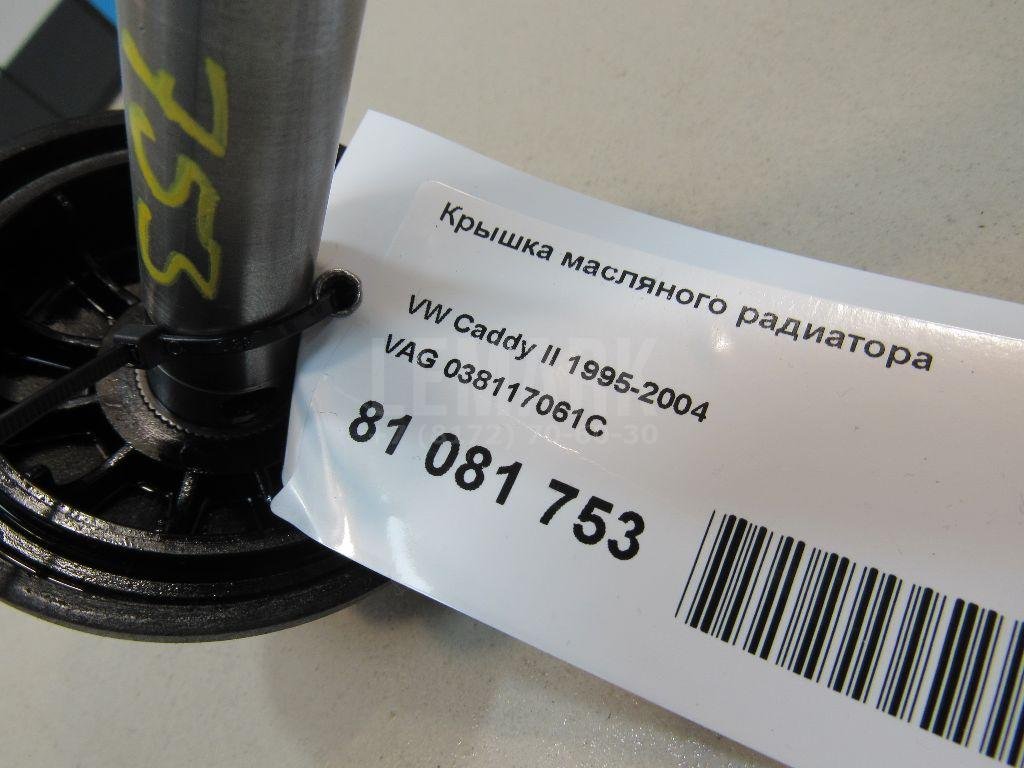 753
Крышка масляного радиатора
VW Caddy II 1995-2004
VAG 038117061C
81 081 753